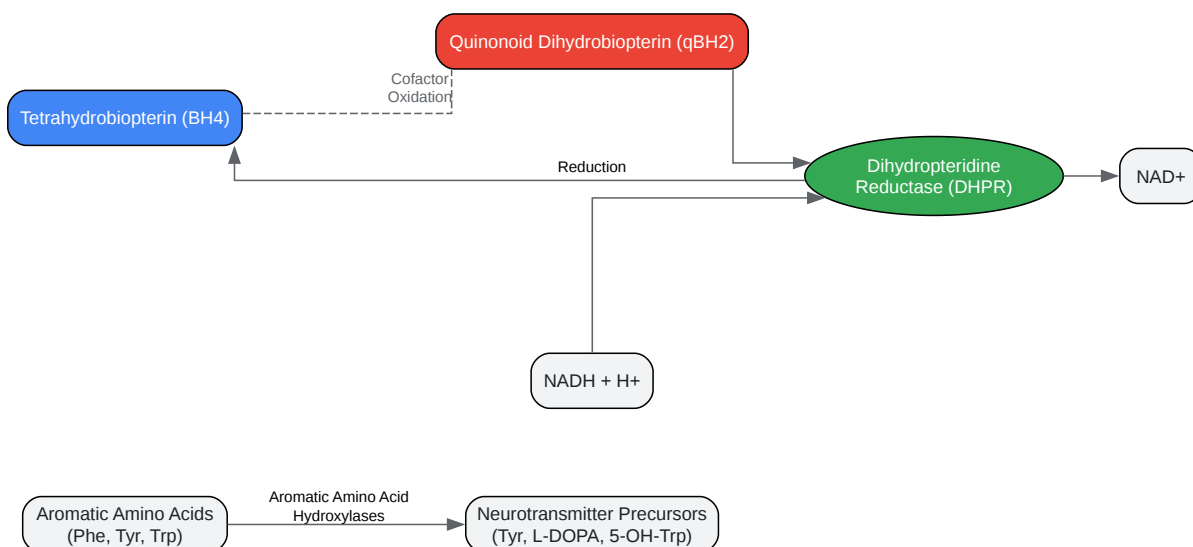 Quinonoid Dihydrobiopterin (qBH2)
Cofactor
Oxidation
Tetrahydrobiopterin (BH4)
Reduction
Dihydropteridine
Reductase (DHPR)
NAD+
NADH + H+
Aromatic Amino Acids
(Phe, Tyr, Trp)
Aromatic Amino Acid
Hydroxylases
Neurotransmitter Precursors
(Tyr, L-DOPA, 5-OH-Trp)